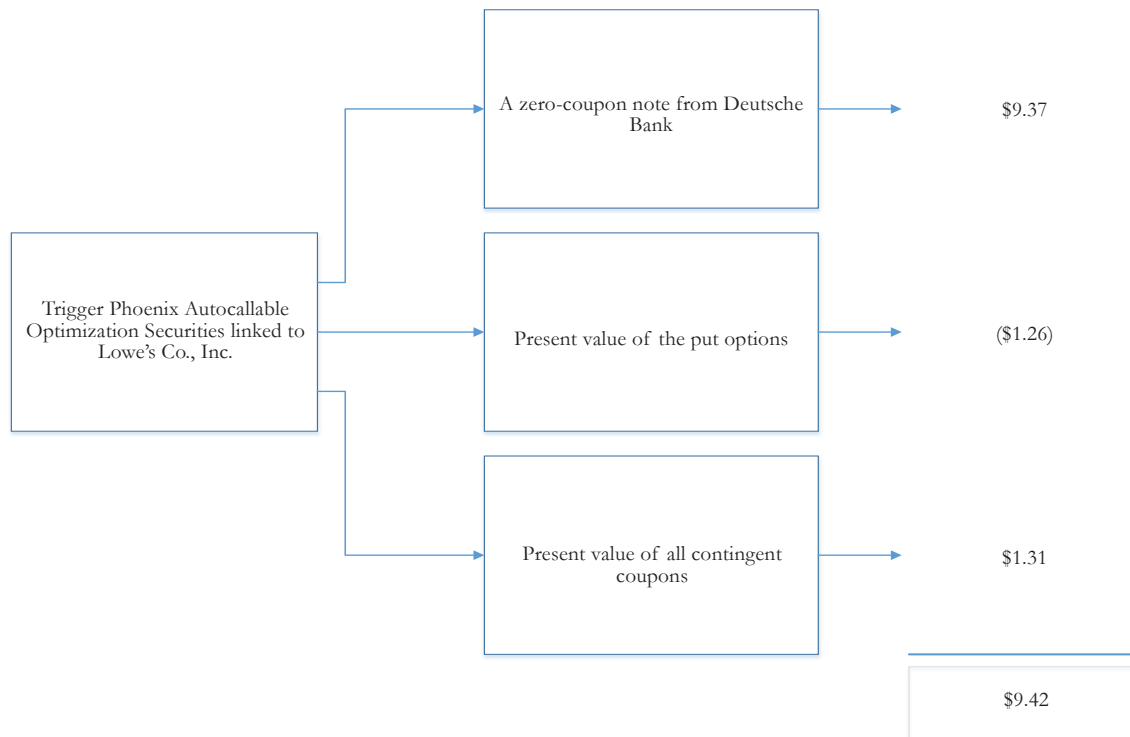 A zero-coupon note from Deutsche
Bank
$9.37
Trigger Phoenix Autocallable
Optimization Securities linked to
Lowe's Co., Inc.
Present value of the put options
($1.26)
Present value of all contingent
coupons
$1.31
$9.42